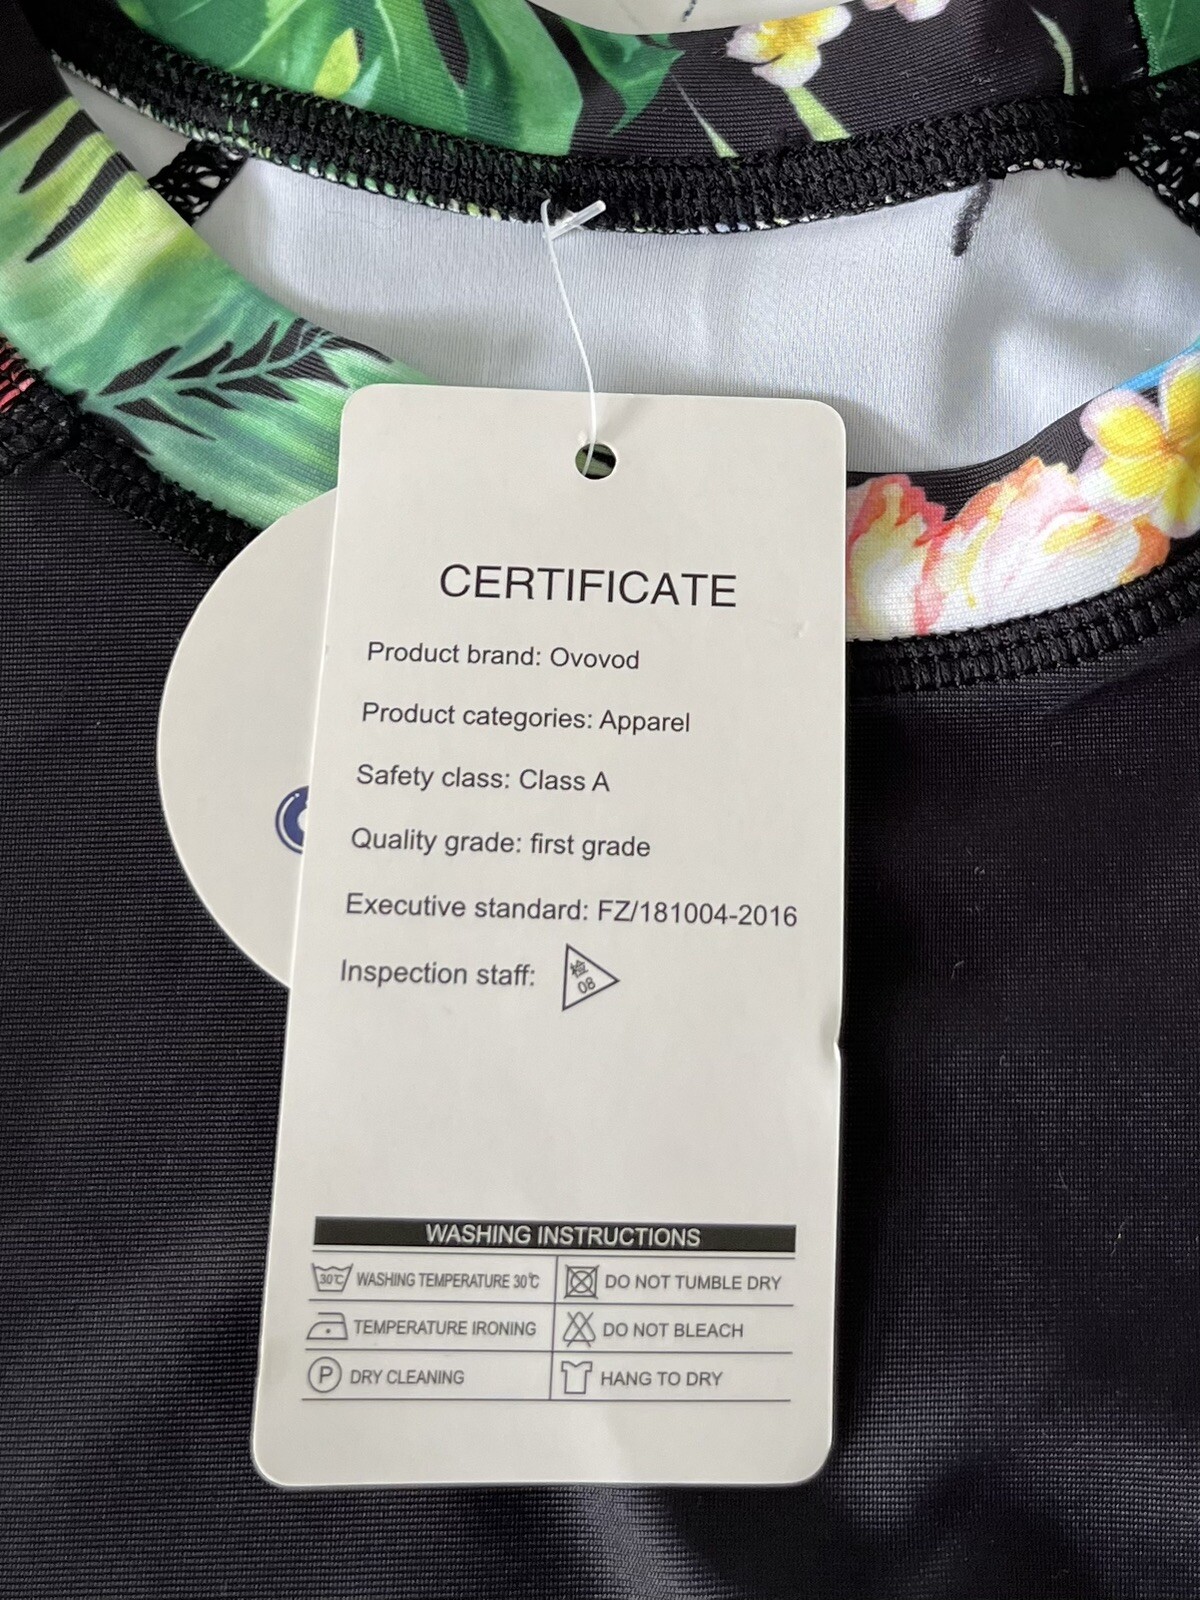 CERTIFICATE
Product brand: Ovovod
Product categories: Apparel
Safety class: Class A
Quality grade: first grade
Executive standard: FZ/181004-2016
Inspection staff:
检
08
WASHING INSTRUCTIONS
30℃ WASHING TEMPERATURE 30℃ DO NOT TUMBLE DRY
TEMPERATURE IRONING DO NOT BLEACH
P DRY CLEANING HANG TO DRY